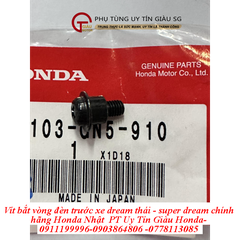 PHỤ TÙNG UY TÍN GIÀU SG
HONDA
GENUINE PARTS
Honda Motor Co., Ltd.
103-CN5-910
1 X1D18
MADE IN JAPAN
Vít bắt vòng đèn trước xe dream thái - super dream chính
hãng Honda Nhật PT Uy Tín Giàu Honda-
0911199996-0903864806 -0778113085